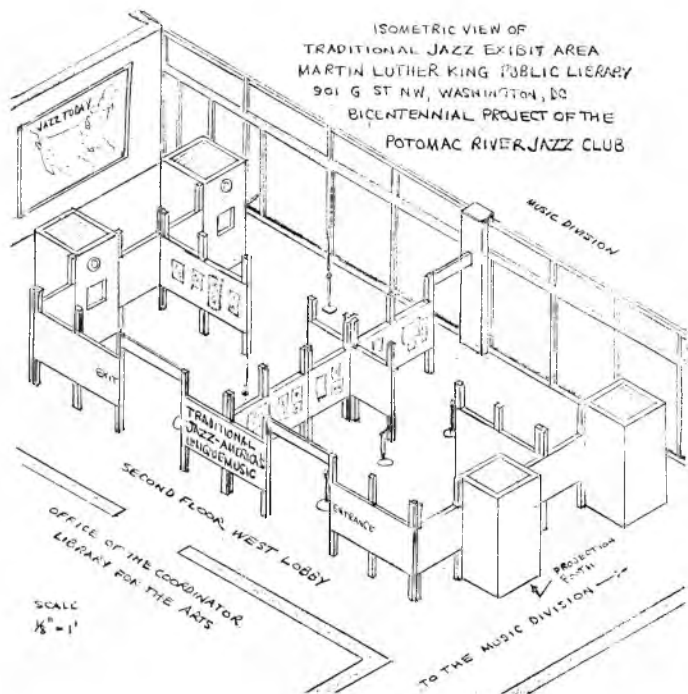 ISOMETRIC VIEW OF
TRADITIONAL JAZZ EXIBIT AREA
MARTIN LUTHER KING PUBLIC LIBRARY
901 G ST NW, WASHINGTON, DC
BICENTENNIAL PROJECT OF THE
POTOMAC RIVER JAZZ CLUB
JAZZ TODAY
MUSIC DIVISION
EXIT
TRADITIONAL
JAZZ-AMERICA'S
UNIQUE MUSIC
ENTRANCE
SECOND FLOOR WEST LOBBY
OFFICE OF THE COORDINATOR
LIBRARY FOR THE ARTS
PROJECTION
BOOTH
TO THE MUSIC DIVISION
SCALE
⅛" = 1'